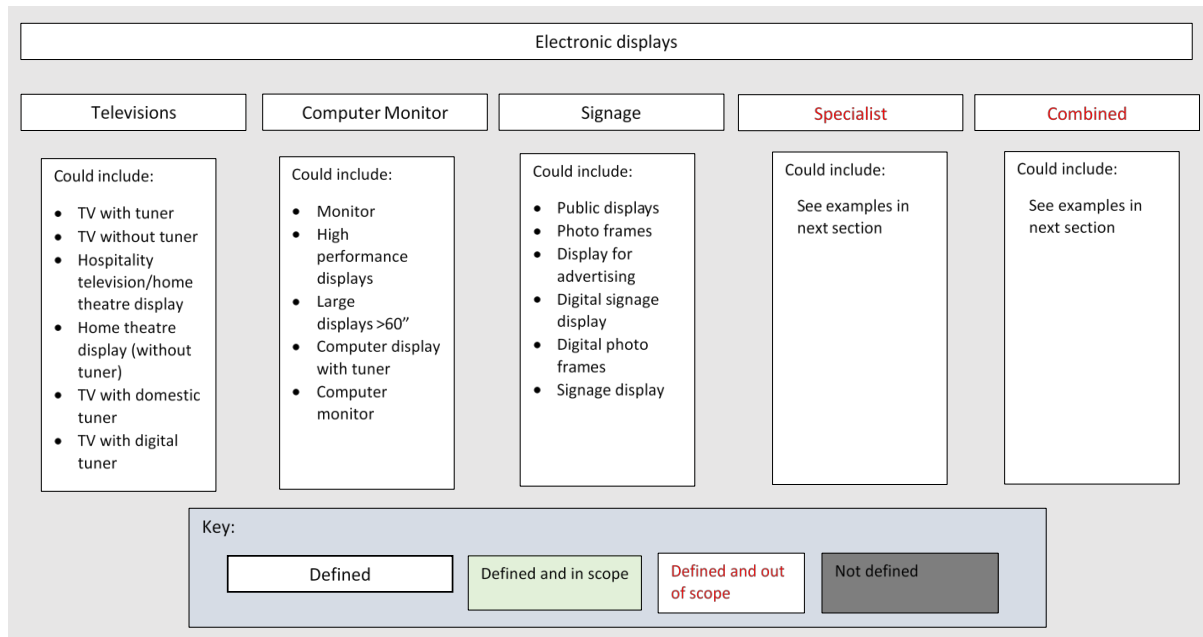 Electronic displays
Televisions
Computer Monitor
Signage
Specialist
Combined
Could include:
• TV with tuner
• TV without tuner
• Hospitality
television/home
theatre display
• Home theatre
display (without
tuner)
• TV with domestic
tuner
• TV with digital
tuner
Could include:
• Monitor
• High
performance
displays
• Large
displays >60”
• Computer display
with tuner
• Computer
monitor
Could include:
• Public displays
• Photo frames
• Display for
advertising
• Digital signage
display
• Digital photo
frames
• Signage display
Could include:
See examples in
next section
Could include:
See examples in
next section
Key:
Defined
Defined and in scope
Defined and out
of scope
Not defined